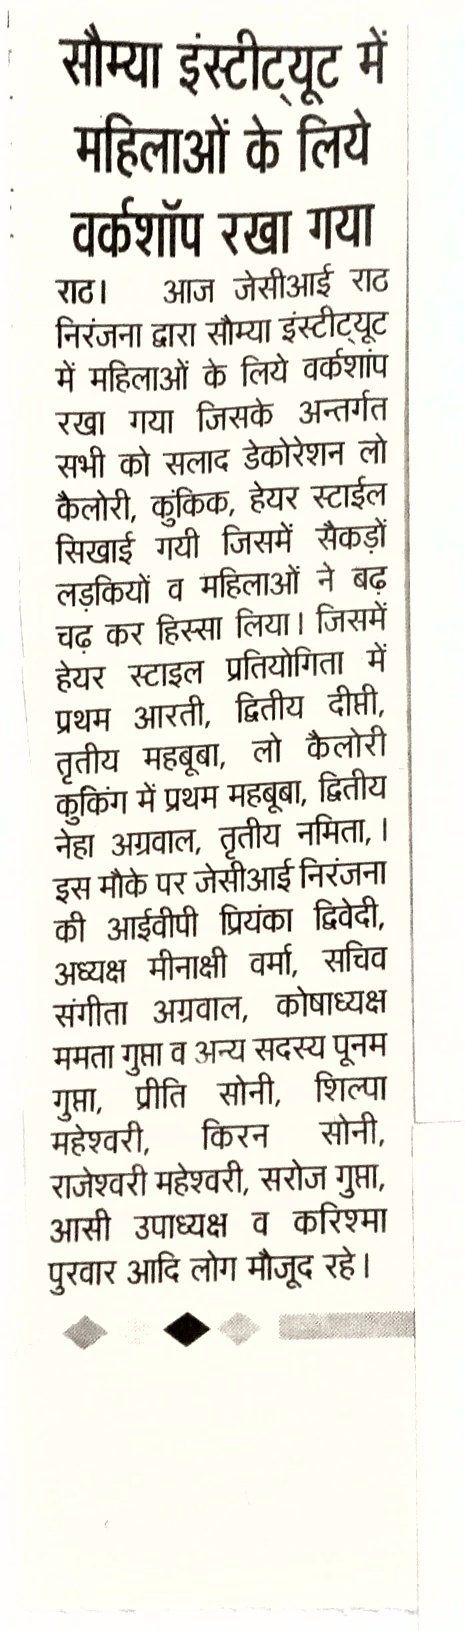 सौम्या इंस्टीट्यूट में
महिलाओं के लिये
वर्कशॉप रखा गया
राठ। आज जेसीआई राठ
निरंजना द्वारा सौम्या इंस्टीट्यूट
में महिलाओं के लिये वर्कशांप
रखा गया जिसके अन्तर्गत
सभी को सलाद डेकोरेशन लो
कैलोरी, कुंकिक, हेयर स्टाईल
सिखाई गयी जिसमें सैकड़ों
लड़कियों व महिलाओं ने बढ़
चढ़ कर हिस्सा लिया। जिसमें
हेयर स्टाइल प्रतियोगिता में
प्रथम आरती, द्वितीय दीप्ती,
तृतीय महबूबा, लो कैलोरी
कुकिंग में प्रथम महबूबा, द्वितीय
नेहा अग्रवाल, तृतीय नमिता, ।
इस मौके पर जेसीआई निरंजना
की आईवीपी प्रियंका द्विवेदी,
अध्यक्ष मीनाक्षी वर्मा, सचिव
संगीता अग्रवाल, कोषाध्यक्ष
ममता गुप्ता व अन्य सदस्य पूनम
गुप्ता, प्रीति सोनी, शिल्पा
महेश्वरी, किरन सोनी,
राजेश्वरी महेश्वरी, सरोज गुप्ता,
आसी उपाध्यक्ष व करिश्मा
पुरवार आदि लोग मौजूद रहे।